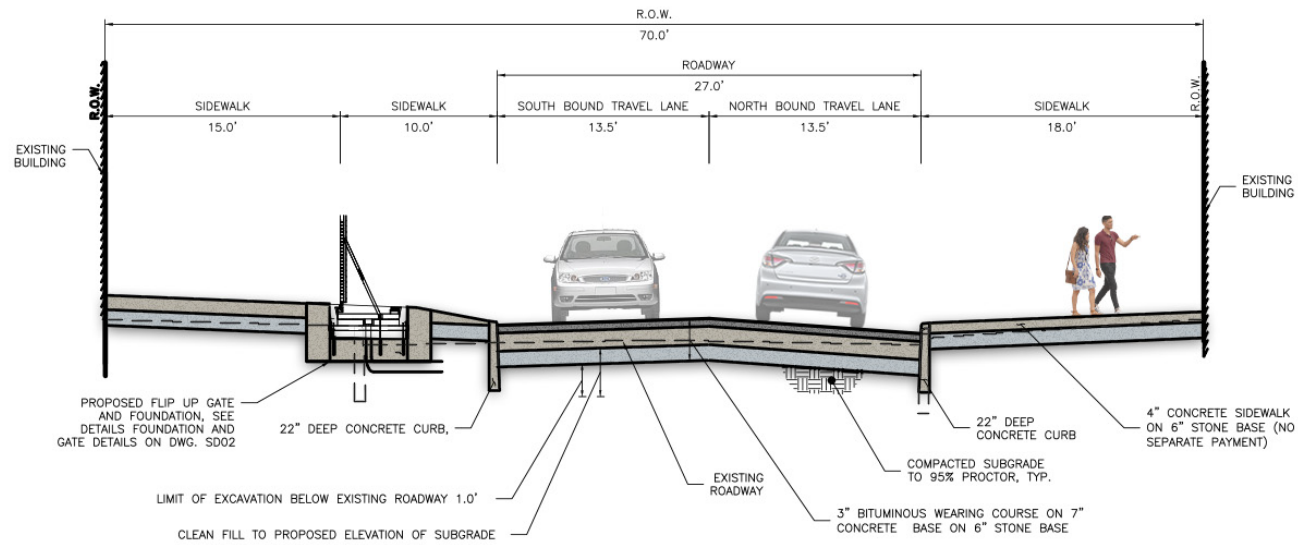 R.O.W.
70.0'
ROADWAY
27.0'
R.O.W.
SIDEWALK
SIDEWALK
SOUTH BOUND TRAVEL LANE
NORTH BOUND TRAVEL LANE
SIDEWALK
R.O.W.
15.0'
10.0'
13.5'
13.5'
18.0'
EXISTING
BUILDING
EXISTING
BUILDING
PROPOSED FLIP UP GATE
AND FOUNDATION, SEE
DETAILS FOUNDATION AND
GATE DETAILS ON DWG. SD02
22" DEEP CONCRETE CURB,
22" DEEP
CONCRETE CURB
4" CONCRETE SIDEWALK
ON 6" STONE BASE (NO
SEPARATE PAYMENT)
COMPACTED SUBGRADE
TO 95% PROCTOR, TYP.
EXISTING
ROADWAY
LIMIT OF EXCAVATION BELOW EXISTING ROADWAY 1.0'
3" BITUMINOUS WEARING COURSE ON 7"
CONCRETE BASE ON 6" STONE BASE
CLEAN FILL TO PROPOSED ELEVATION OF SUBGRADE